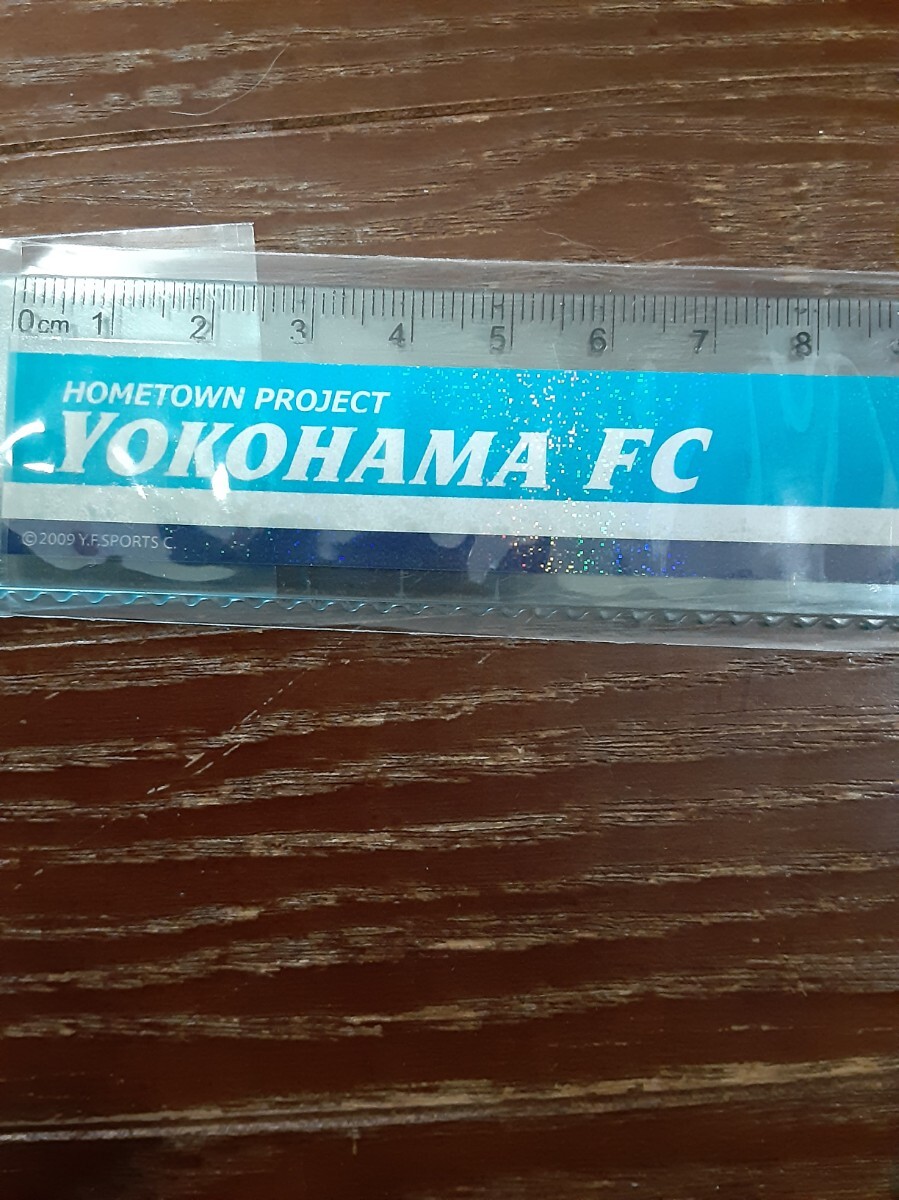 0cm 1 2 3 4 5 6 7 8
HOMETOWN PROJECT
YOKOHAMA FC
©2009 Y.F.SPORTS C